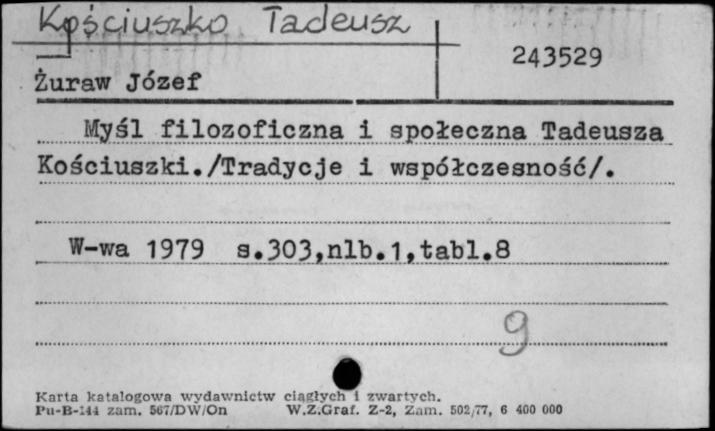 Kościuszko Tadeusz
243529
Żuraw Józef
Myśl filozoficzna i społeczna Tadeusza
Kościuszki./Tradycje i współczesność/.
W-wa 1979 s.303,nlb.1,tabl.8
9
Karta katalogowa wydawnictw ciągłych i zwartych.
Pu-B-144 zam. 567/DW/On W.Z.Graf. Z-2, Zam. 502/77, 6 400 000